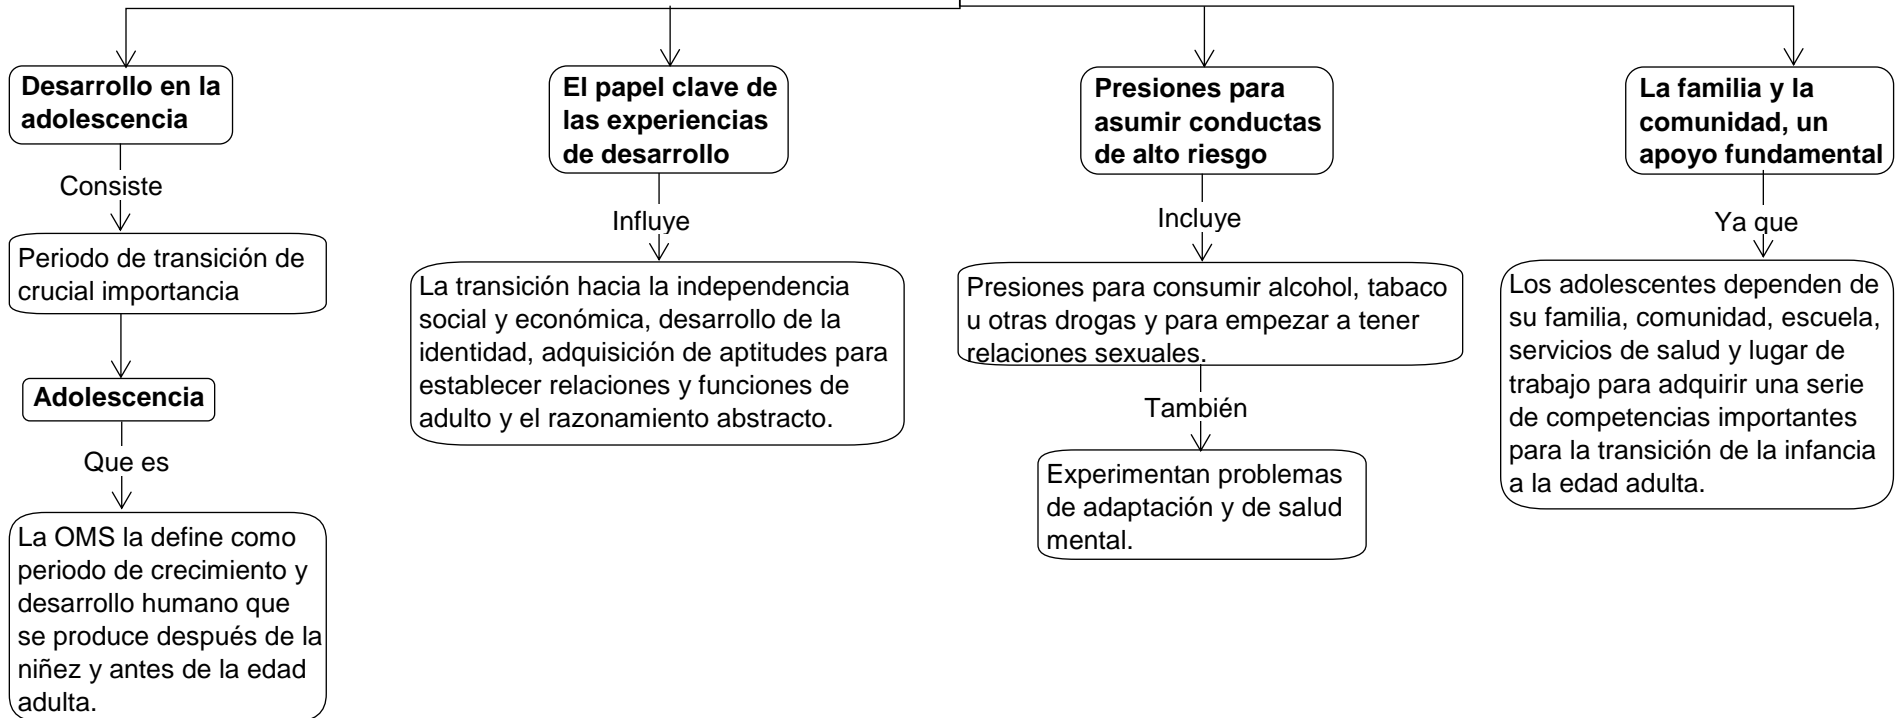 Desarrollo en la
adolescencia
Consiste
Periodo de transición de
crucial importancia
Adolescencia
Que es
La OMS la define como
periodo de crecimiento y
desarrollo humano que
se produce después de la
niñez y antes de la edad
adulta.
El papel clave de
las experiencias
de desarrollo
Influye
La transición hacia la independencia
social y económica, desarrollo de la
identidad, adquisición de aptitudes para
establecer relaciones y funciones de
adulto y el razonamiento abstracto.
Presiones para
asumir conductas
de alto riesgo
Incluye
Presiones para consumir alcohol, tabaco
u otras drogas y para empezar a tener
relaciones sexuales.
También
Experimentan problemas
de adaptación y de salud
mental.
La familia y la
comunidad, un
apoyo fundamental
Ya que
Los adolescentes dependen de
su familia, comunidad, escuela,
servicios de salud y lugar de
trabajo para adquirir una serie
de competencias importantes
para la transición de la infancia
a la edad adulta.